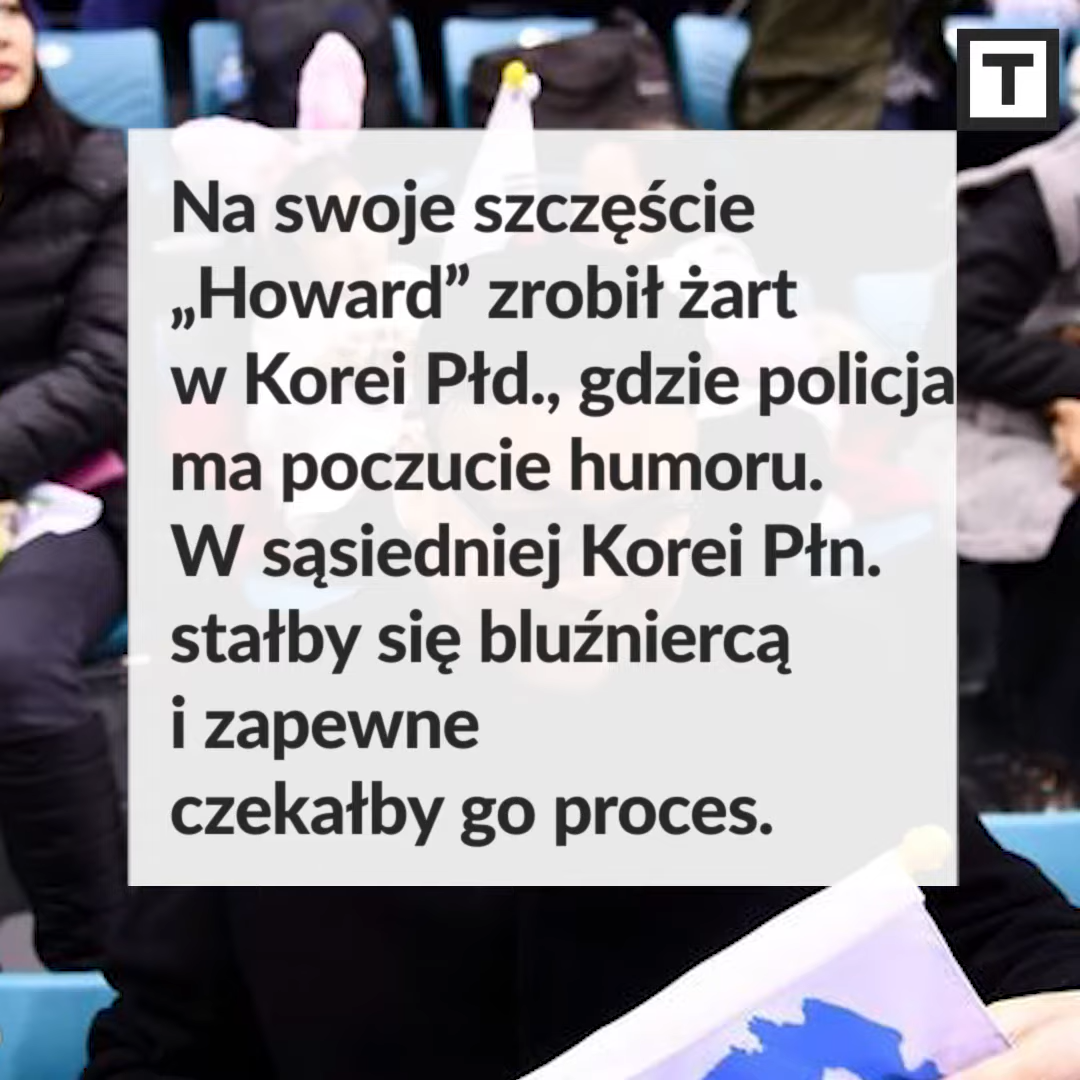 T
Na swoje szczęście
„Howard” zrobił żart
w Korei Płd., gdzie policja
ma poczucie humoru.
W sąsiedniej Korei Płn.
stałby się bluźniercą
i zapewne
czekałby go proces.